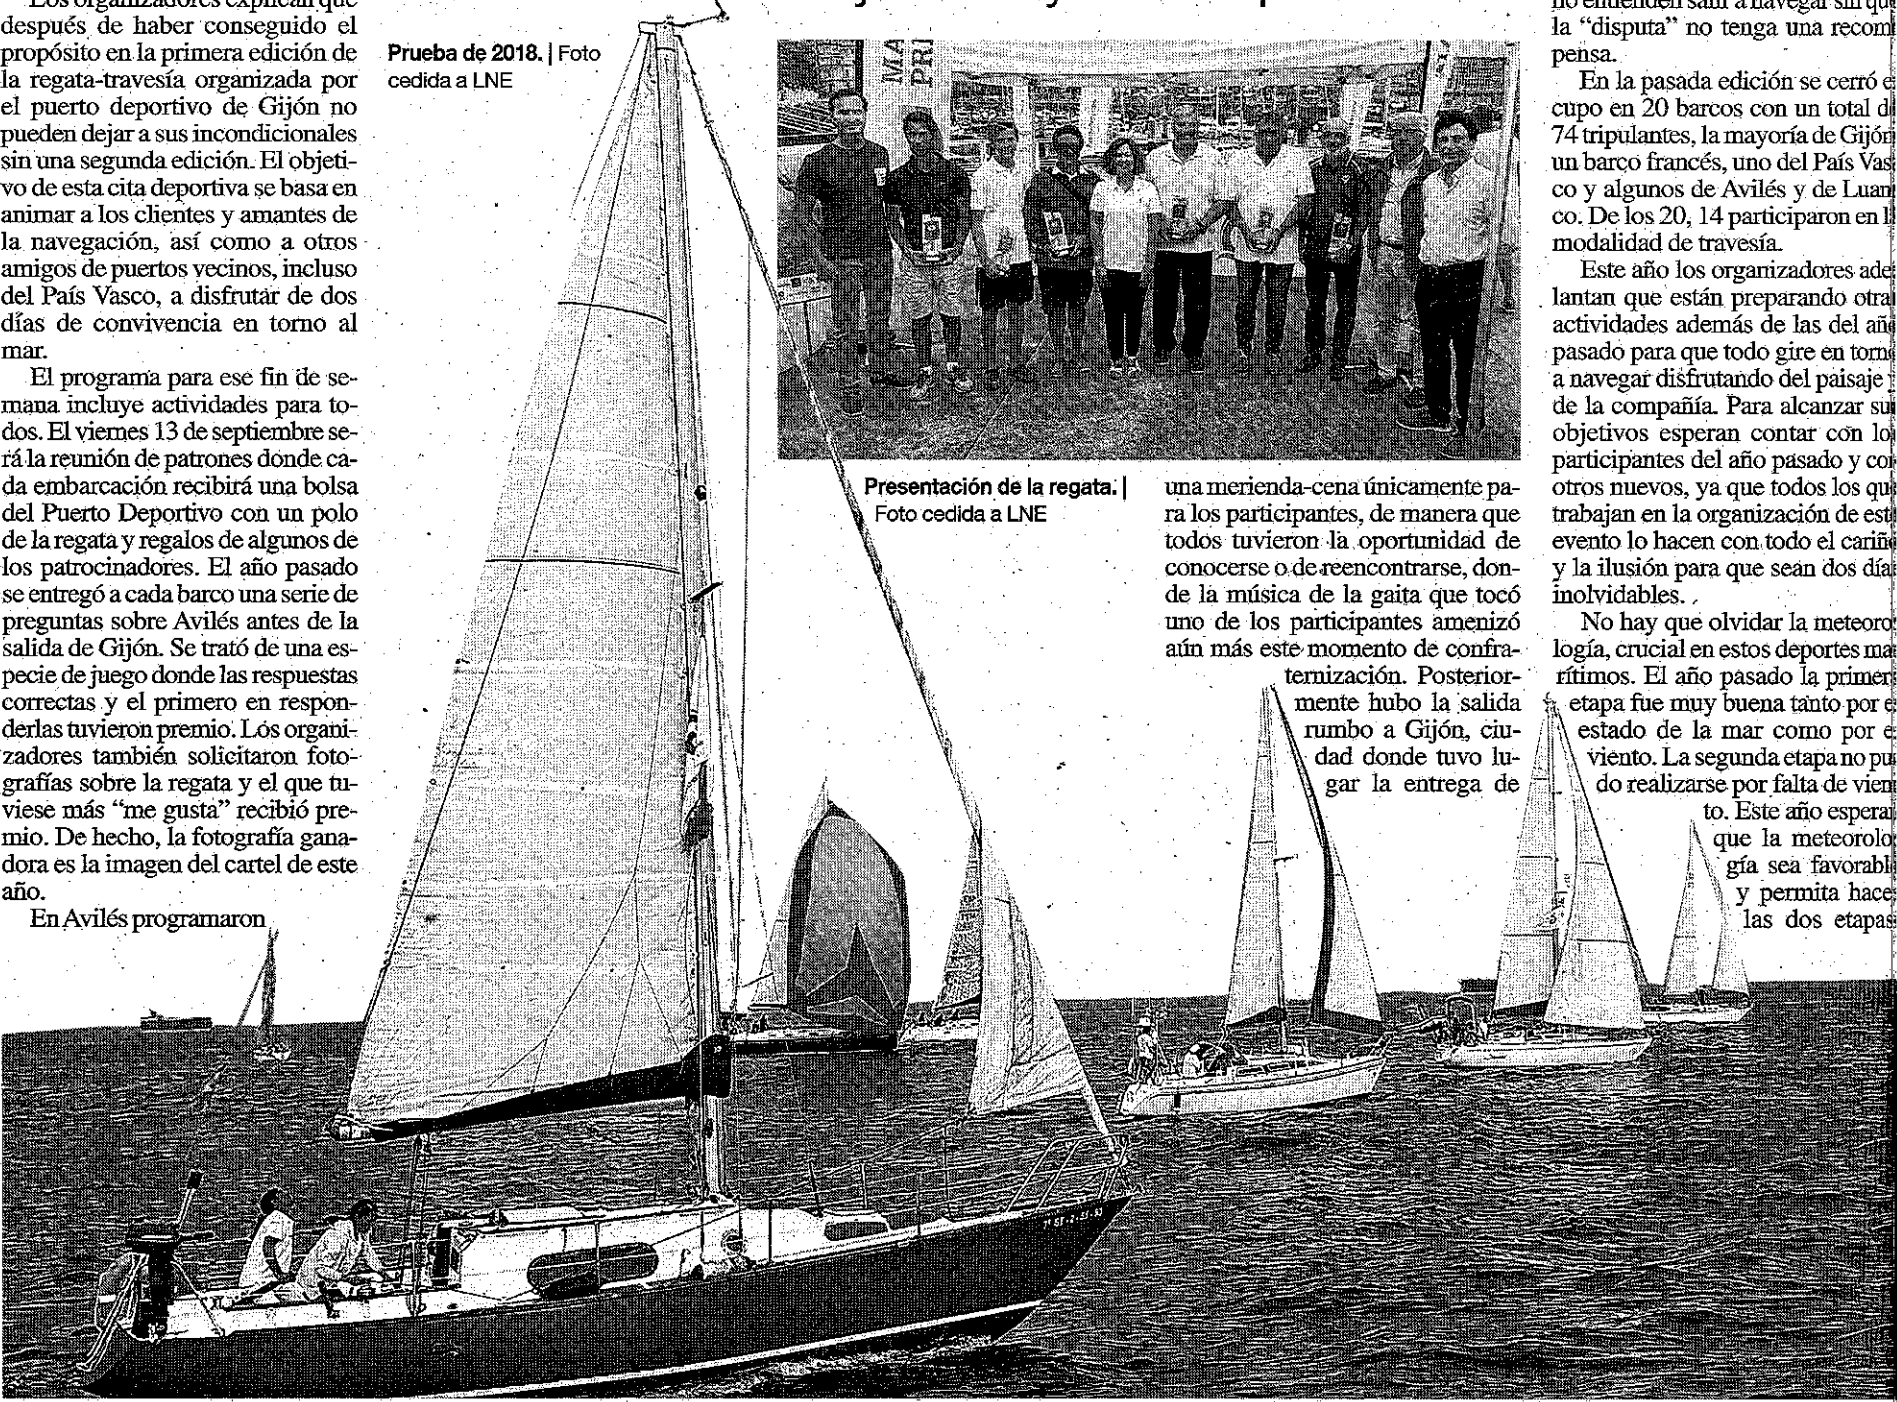 Los organizadores explican que
después de haber conseguido el
propósito en la primera edición de
la regata-travesía organizada por
el puerto deportivo de Gijón no
pueden dejar a sus incondicionales
sin una segunda edición. El objeti-
vo de esta cita deportiva se basa en
animar a los clientes y amantes de
la navegación, así como a otros
amigos de puertos vecinos, incluso
del País Vasco, a disfrutar de dos
días de convivencia en torno al
mar.
El programa para ese fin de se-
mana incluye actividades para to-
dos. El viernes 13 de septiembre se-
rá la reunión de patrones donde ca-
da embarcación recibirá una bolsa
del Puerto Deportivo con un polo
de la regata y regalos de algunos de
los patrocinadores. El año pasado
se entregó a cada barco una serie de
preguntas sobre Avilés antes de la
salida de Gijón. Se trató de una es-
pecie de juego donde las respuestas
correctas y el primero en respon-
derlas tuvieron premio. Los organi-
zadores también solicitaron foto-
grafías sobre la regata y el que tu-
viese más “me gusta” recibió pre-
mio. De hecho, la fotografía gana-
dora es la imagen del cartel de este
año.
En Avilés programaron
Prueba de 2018. | Foto
cedida a LNE
MA
PRI
Presentación de la regata. |
Foto cedida a LNE
una merienda-cena únicamente pa-
ra los participantes, de manera que
todos tuvieron la oportunidad de
conocerse o de reencontrarse, don-
de la música de la gaita que tocó
uno de los participantes amenizó
aún más este momento de confra-
ternización. Posterior-
mente hubo la salida
rumbo a Gijón, ciu-
dad donde tuvo lu-
gar la entrega de
no entienden salir a navegar sin que
la “disputa” no tenga una recom
pensa.
En la pasada edición se cerró e
cupo en 20 barcos con un total d
74 tripulantes, la mayoría de Gijón
un barco francés, uno del País Vas
co y algunos de Avilés y de Luan
co. De los 20, 14 participaron en l
modalidad de travesía.
Este año los organizadores ade
lantan que están preparando otra
actividades además de las del añ
pasado para que todo gire en torn
a navegar disfrutando del paisaje y
de la compañía. Para alcanzar su
objetivos esperan contar con lo
participantes del año pasado y con
otros nuevos, ya que todos los qu
trabajan en la organización de est
evento lo hacen con todo el cariñ
y la ilusión para que sean dos día
inolvidables.
No hay que olvidar la meteoro
logía, crucial en estos deportes ma
rítimos. El año pasado la primer
etapa fue muy buena tanto por e
estado de la mar como por e
viento. La segunda etapa no pu
do realizarse por falta de vien
to. Este año espera
que la meteorolo
gía sea favorabl
y permita hace
las dos etapas